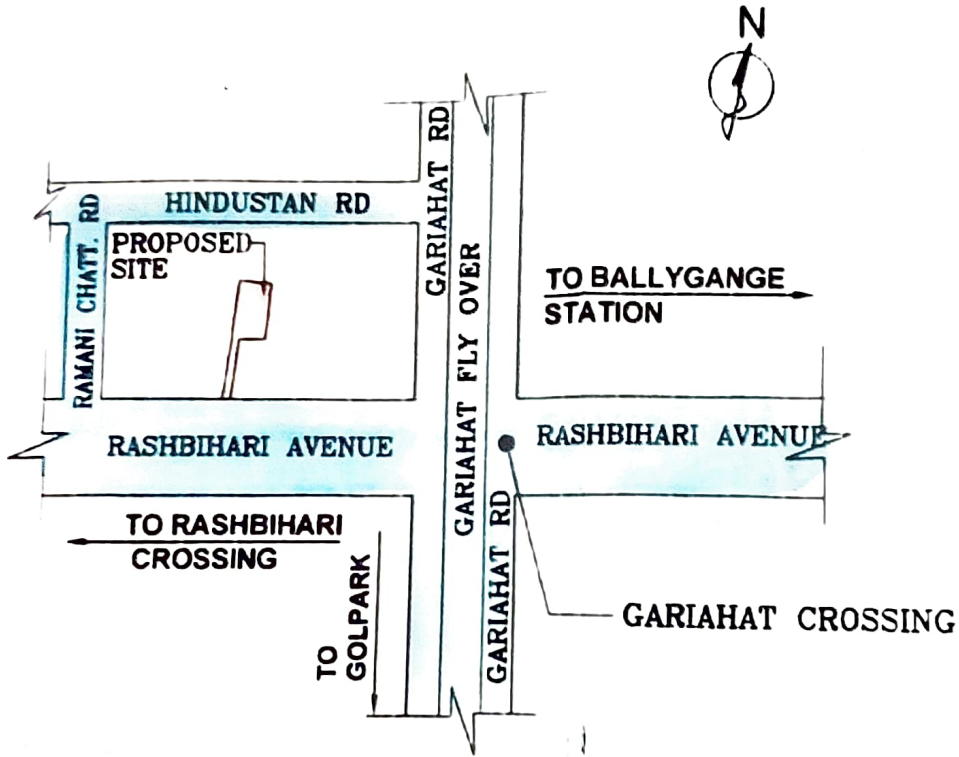 N
GARIAHAT RD
HINDUSTAN RD
RAMANI CHATT. RD
PROPOSED
SITE
GARIAHAT FLY OVER
TO BALLYGANGE
STATION
RASHBIHARI AVENUE
RASHBIHARI AVENUE
TO RASHBIHARI
CROSSING
TO
GOLPARK
GARIAHAT RD
GARIAHAT CROSSING